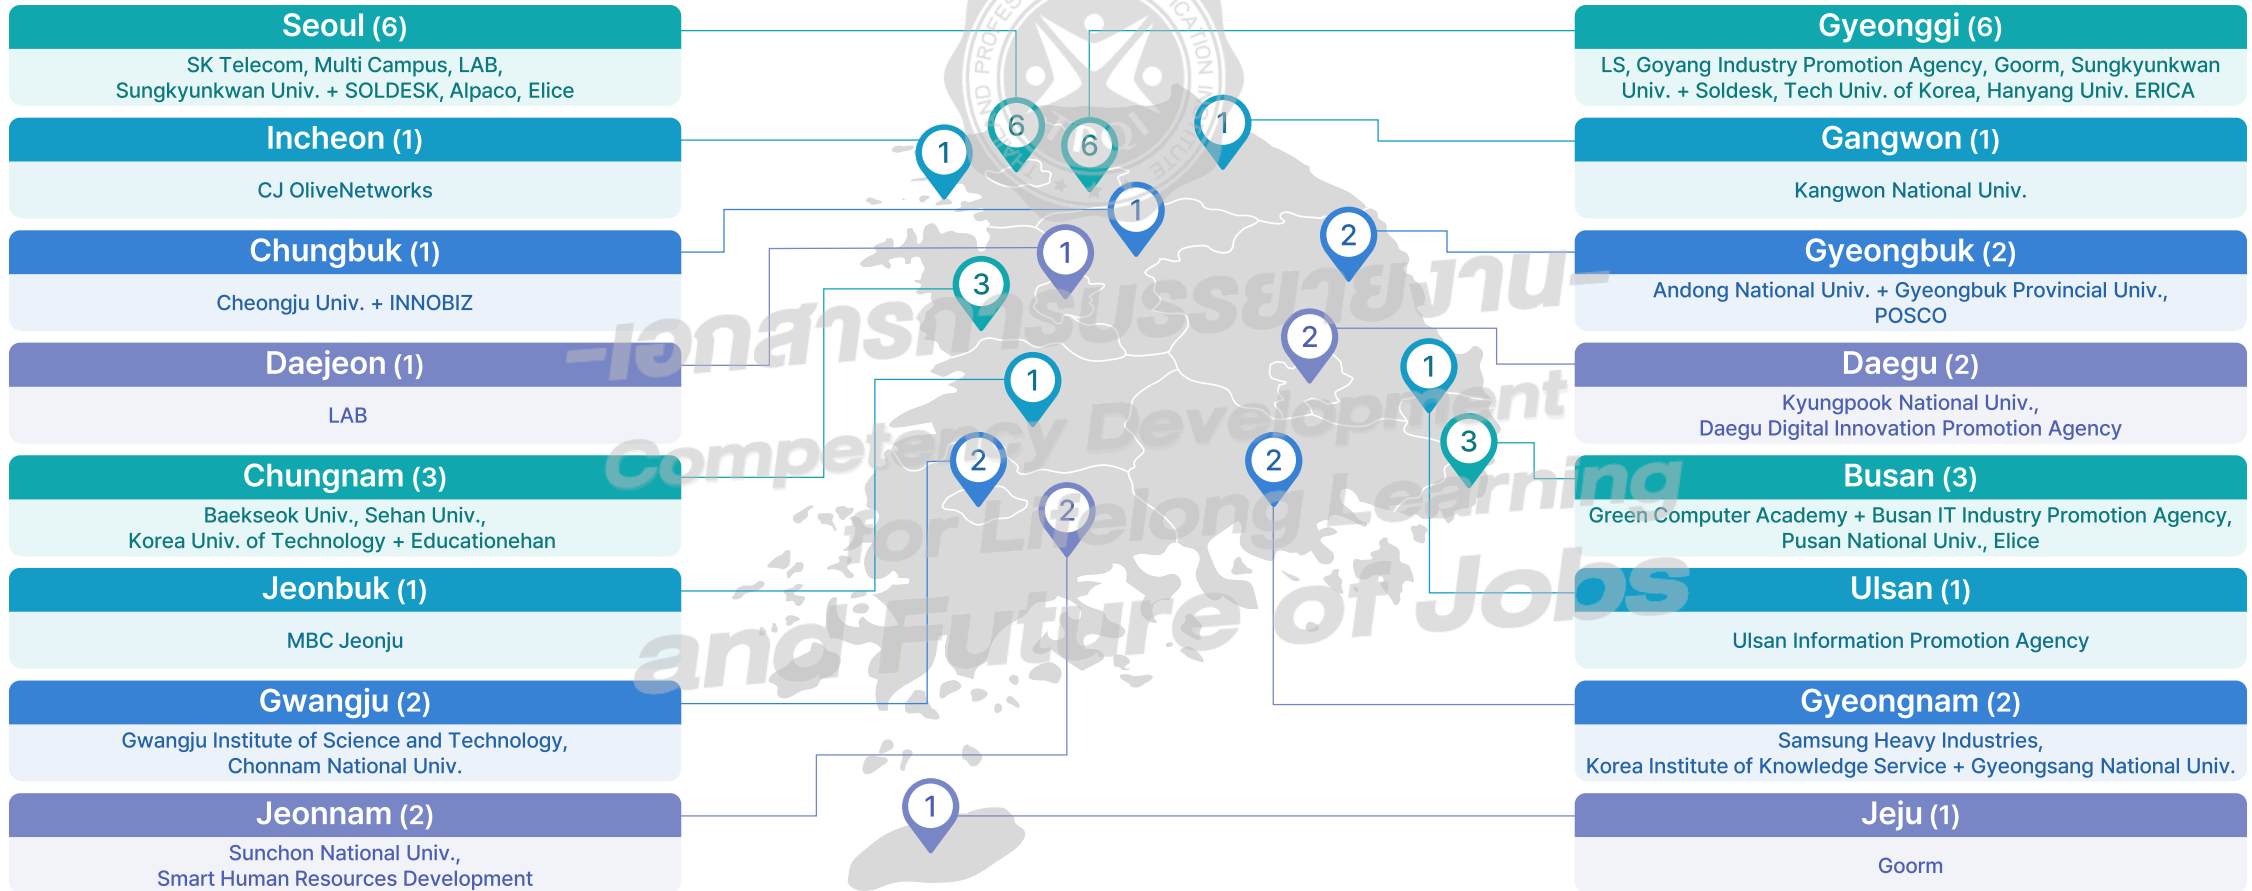 Seoul (6)
SK Telecom, Multi Campus, LAB,
Sungkyunkwan Univ. + SOLDESK, Alpaco, Elice
Incheon (1)
CJ OliveNetworks
Chungbuk (1)
Cheongju Univ. + INNOBIZ
Daejeon (1)
LAB
Chungnam (3)
Baekseok Univ., Sehan Univ.,
Korea Univ. of Technology + Educationehan
Jeonbuk (1)
MBC Jeonju
Gwangju (2)
Gwangju Institute of Science and Technology,
Chonnam National Univ.
Jeonnam (2)
Sunchon National Univ.,
Smart Human Resources Development
6
6
1
1
1
2
1
3
2
1
1
3
2
2
2
1
-เอกสารการบรรยายงาน-
Competency Development
for Lifelong Learning
and Future of Jobs
Gyeonggi (6)
LS, Goyang Industry Promotion Agency, Goorm, Sungkyunkwan
Univ. + Soldesk, Tech Univ. of Korea, Hanyang Univ. ERICA
Gangwon (1)
Kangwon National Univ.
Gyeongbuk (2)
Andong National Univ. + Gyeongbuk Provincial Univ.,
POSCO
Daegu (2)
Kyungpook National Univ.,
Daegu Digital Innovation Promotion Agency
Busan (3)
Green Computer Academy + Busan IT Industry Promotion Agency,
Pusan National Univ., Elice
Ulsan (1)
Ulsan Information Promotion Agency
Gyeongnam (2)
Samsung Heavy Industries,
Korea Institute of Knowledge Service + Gyeongsang National Univ.
Jeju (1)
Goorm